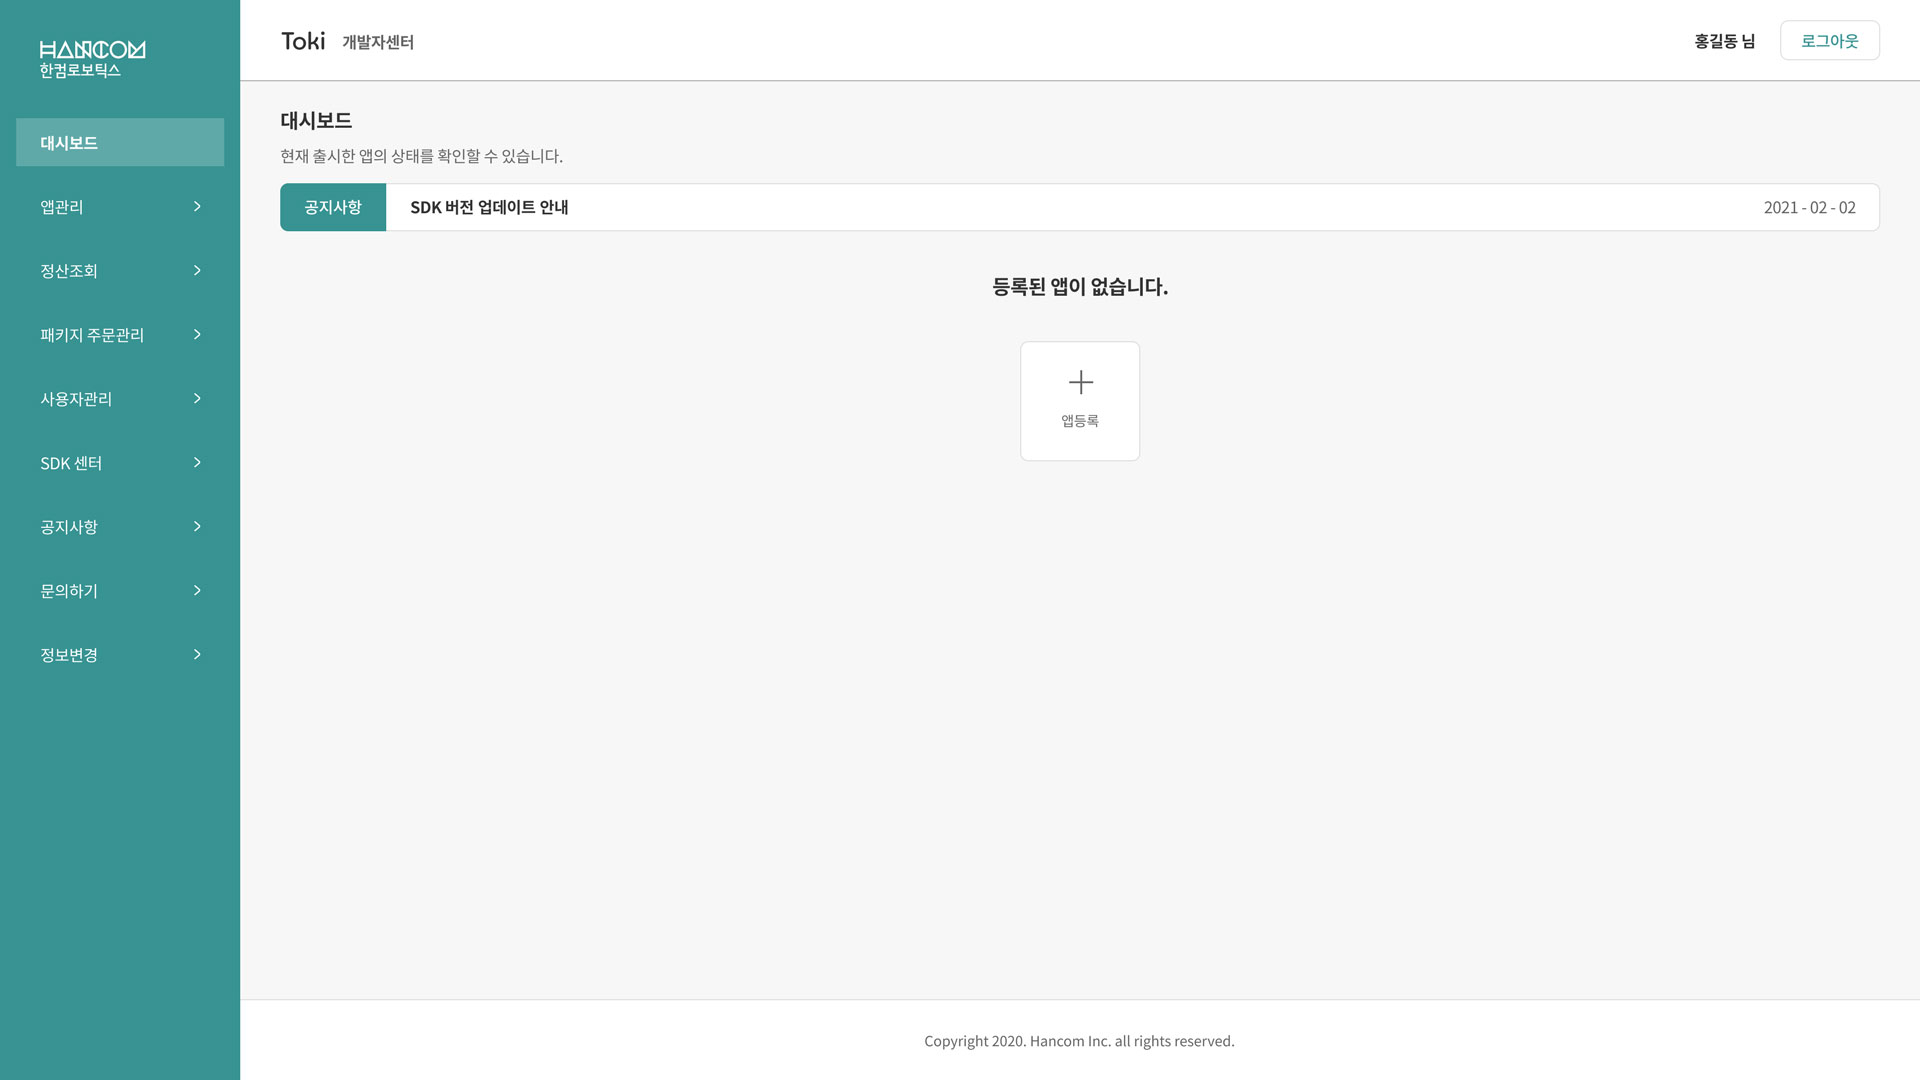 HANCOM
한컴로보틱스
대시보드
앱관리
정산조회
패키지 주문관리
사용자관리
SDK 센터
공지사항
문의하기
정보변경
Toki 개발자센터
홍길동 님
로그아웃
대시보드
현재 출시한 앱의 상태를 확인할 수 있습니다.
공지사항 SDK 버전 업데이트 안내 2021 - 02 - 02
등록된 앱이 없습니다.
앱등록
Copyright 2020. Hancom Inc. all rights reserved.